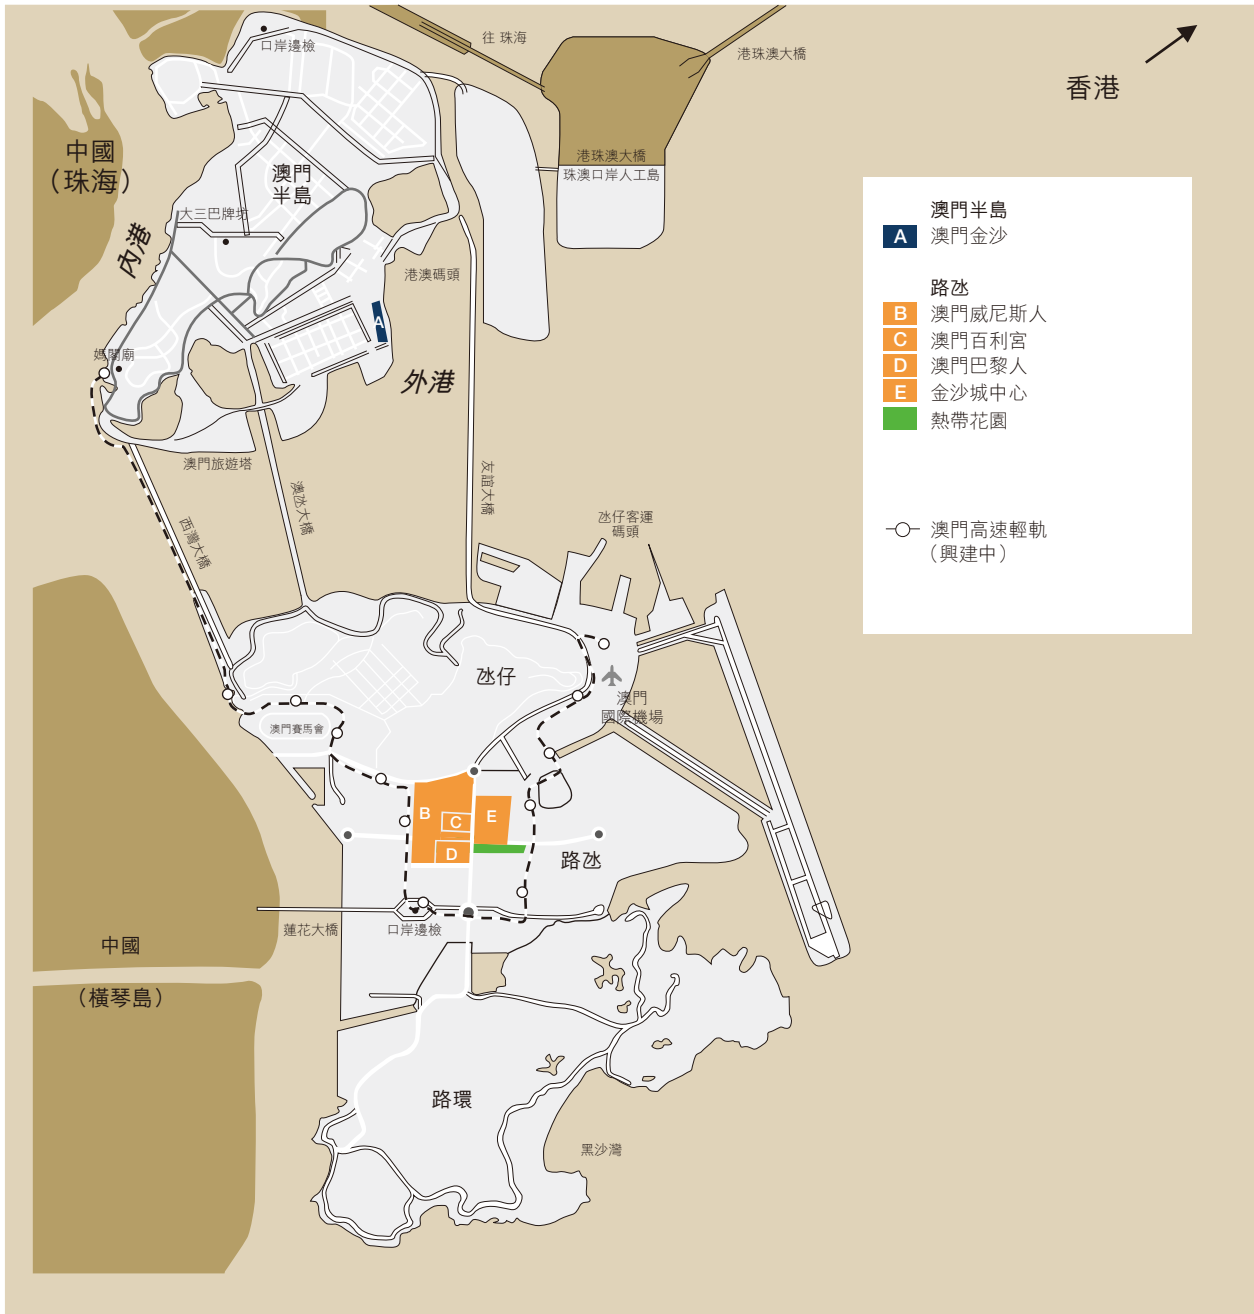 口岸邊檢
往 珠海
港珠澳大橋
香港
中國
（珠海）
澳門
半島
港珠澳大橋
珠澳口岸人工島
大三巴牌坊
內港
港澳碼頭
A
媽閣廟
外港
澳門旅遊塔
澳氹大橋
友誼大橋
西灣大橋
氹仔客運
碼頭
氹仔
澳門
國際機場
澳門賽馬會
B
C
D
E
路氹
蓮花大橋
口岸邊檢
中國
（橫琴島）
路環
黑沙灣
澳門半島
A 澳門金沙
路氹
B 澳門威尼斯人
C 澳門百利宮
D 澳門巴黎人
E 金沙城中心
熱帶花園
澳門高速輕軌
（興建中）